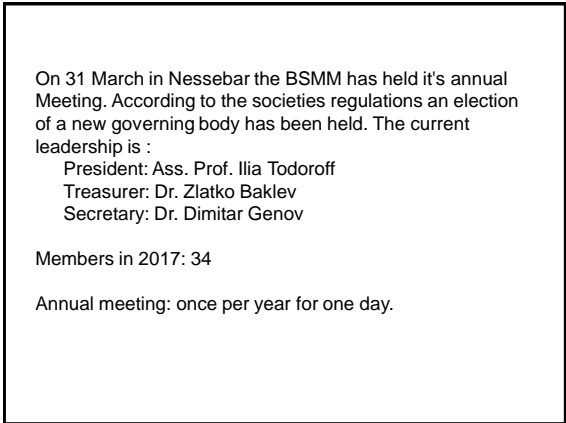 On 31 March in Nessebar the BSMM has held it's annual
Meeting. According to the societies regulations an election
of a new governing body has been held. The current
leadership is :
President: Ass. Prof. Ilia Todoroff
Treasurer: Dr. Zlatko Baklev
Secretary: Dr. Dimitar Genov
Members in 2017: 34
Annual meeting: once per year for one day.